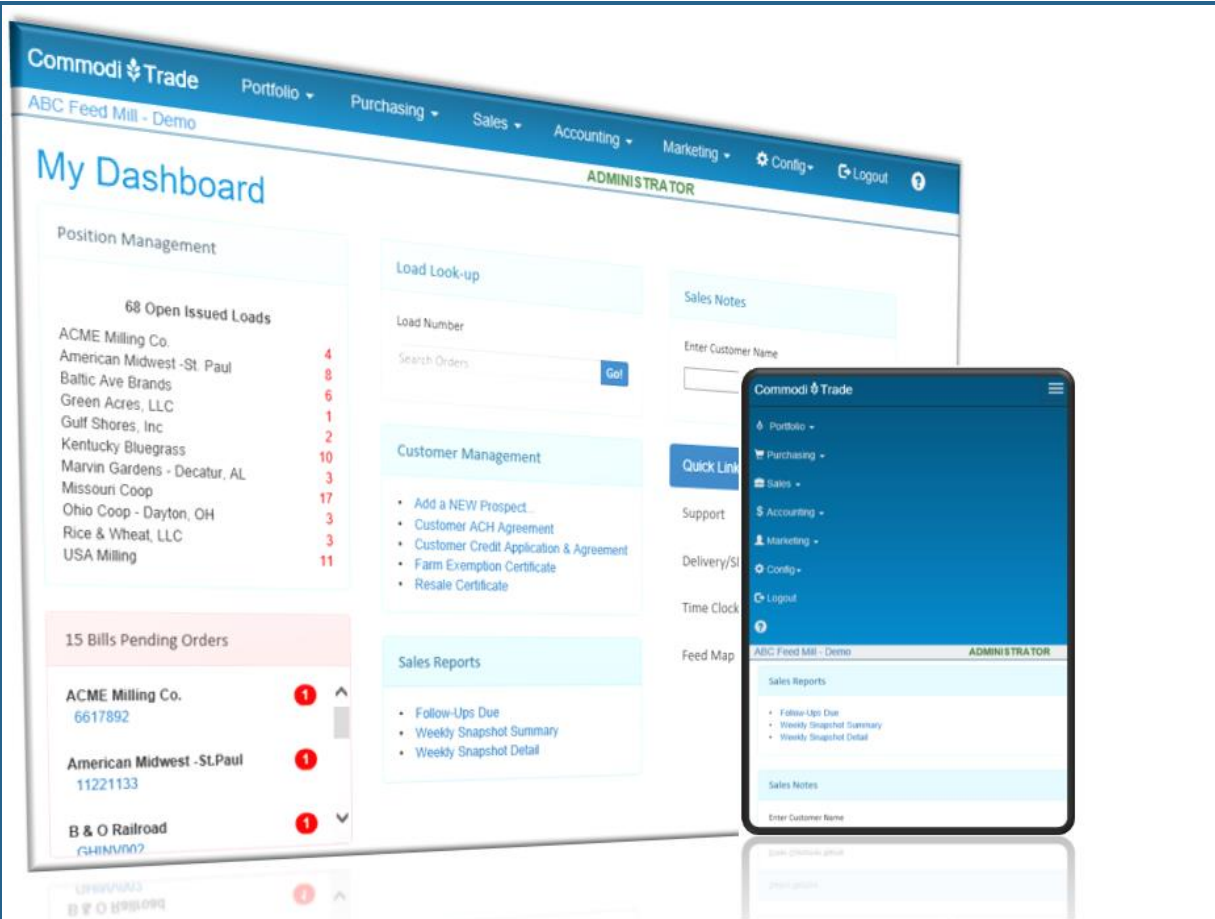 Commodi Trade
Portfolio
Purchasing
Sales
Accounting
Marketing
Config
Logout
?
ABC Feed Mill - Demo
ADMINISTRATOR
My Dashboard
Position Management
68 Open Issued Loads
ACME Milling Co. 4
American Midwest -St. Paul 8
Baltic Ave Brands 6
Green Acres, LLC 1
Gulf Shores, Inc 2
Kentucky Bluegrass 10
Marvin Gardens - Decatur, AL 3
Missouri Coop 17
Ohio Coop - Dayton, OH 3
Rice & Wheat, LLC 3
USA Milling 11
15 Bills Pending Orders
ACME Milling Co. 1
6617892
American Midwest -St.Paul 1
11221133
B & O Railroad 1
GHINV002
Load Look-up
Load Number
Search Orders
Go!
Customer Management
• Add a NEW Prospect...
• Customer ACH Agreement
• Customer Credit Application & Agreement
• Farm Exemption Certificate
• Resale Certificate
Sales Reports
• Follow-Ups Due
• Weekly Snapshot Summary
• Weekly Snapshot Detail
Sales Notes
Enter Customer Name
Quick Link
Support
Delivery/
Time Clock
Feed Map
Commodi Trade
Portfolio
Purchasing
Sales
$ Accounting
Marketing
Config
Logout
?
ABC Feed Mill - Demo ADMINISTRATOR
Sales Reports
• Follow-Ups Due
• Weekly Snapshot Summary
• Weekly Snapshot Detail
Sales Notes
Enter Customer Name